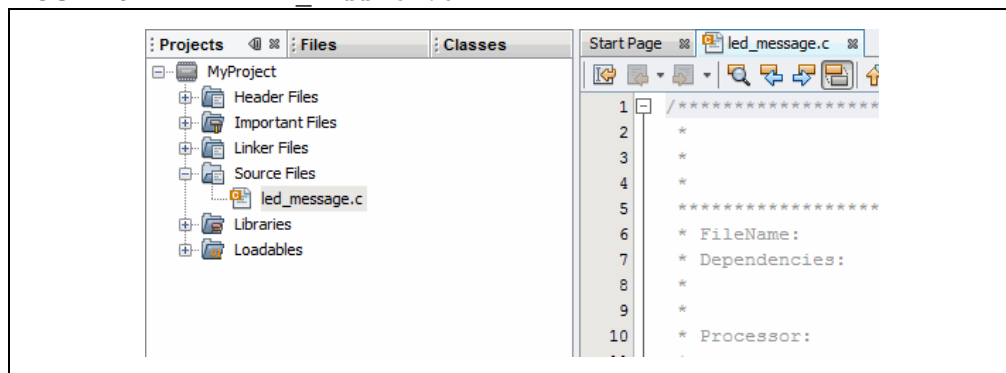 Projects Files Classes
MyProject
Header Files
Important Files
Linker Files
Source Files
led_message.c
Libraries
Loadables
Start Page led_message.c
1 /******************
2 *
3 *
4 *
5 ******************
6 * FileName:
7 * Dependencies:
8 *
9 *
10 * Processor: